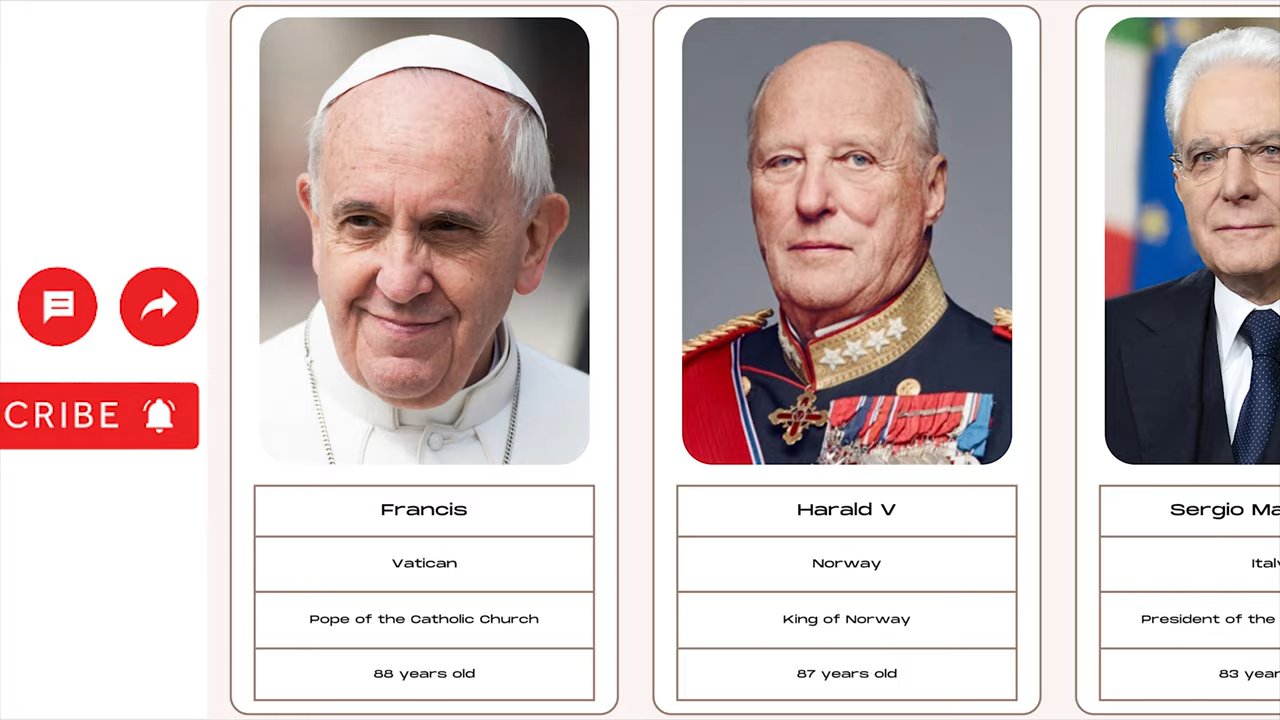 CRIBE
Francis
Vatican
Pope of the Catholic Church
88 years old
Harald V
Norway
King of Norway
87 years old
Sergio Ma
Italy
President of the
83 year